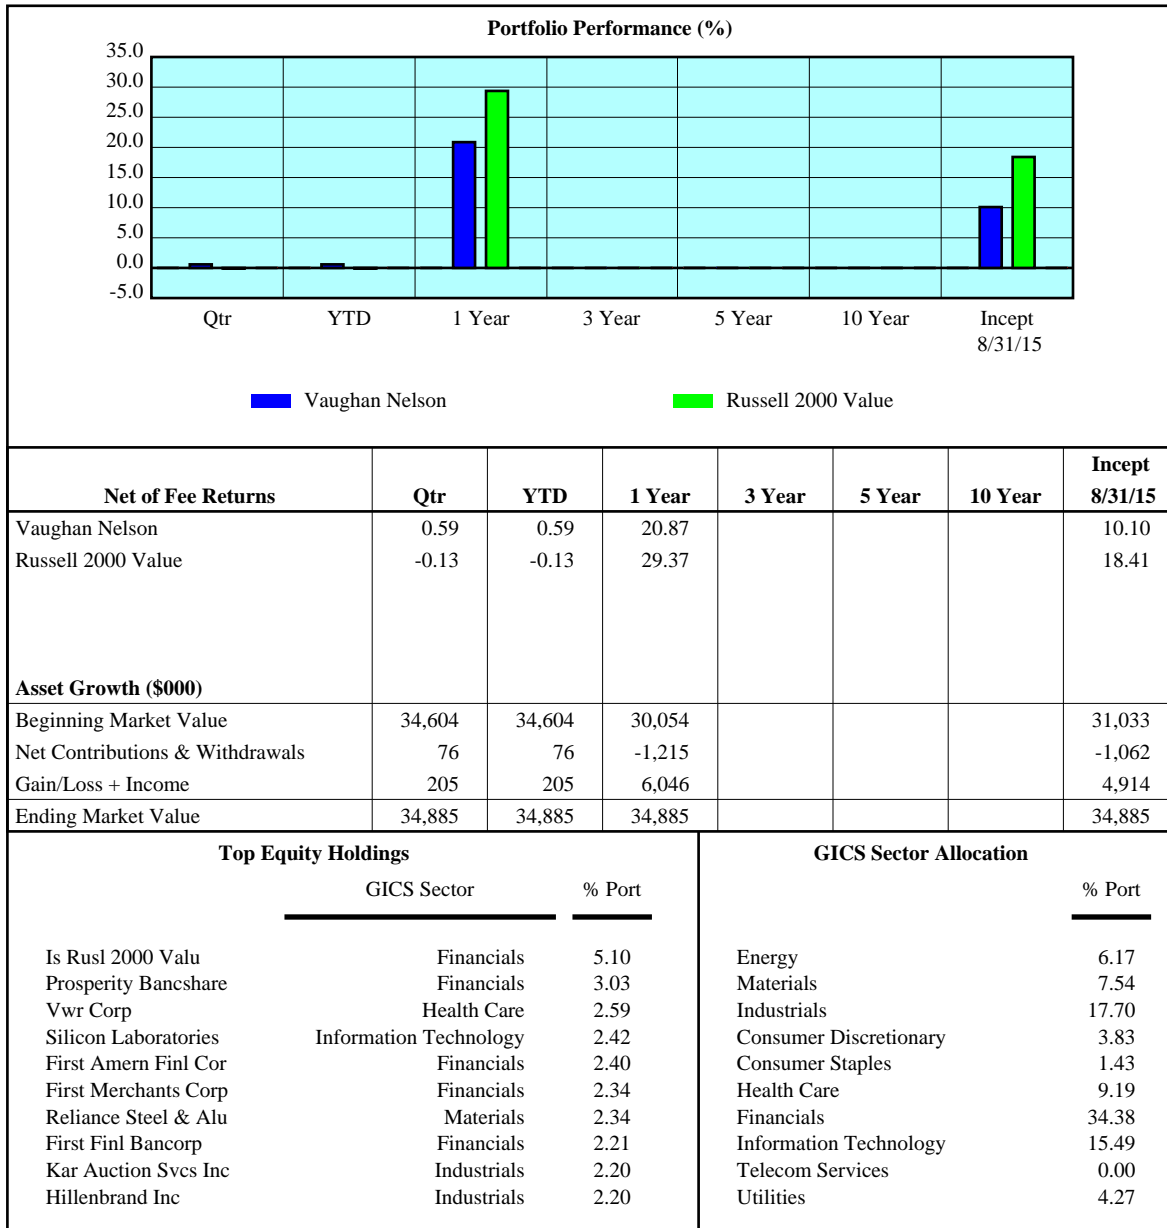 Portfolio Performance (%)
35.0
30.0
25.0
20.0
15.0
10.0
5.0
0.0
-5.0
Qtr YTD 1 Year 3 Year 5 Year 10 Year Incept
8/31/15
Vaughan Nelson Russell 2000 Value
Incept
Net of Fee Returns Qtr YTD 1 Year 3 Year 5 Year 10 Year 8/31/15
Vaughan Nelson 0.59 0.59 20.87 10.10
Russell 2000 Value -0.13 -0.13 29.37 18.41
Asset Growth ($000)
Beginning Market Value 34,604 34,604 30,054 31,033
Net Contributions & Withdrawals 76 76 -1,215 -1,062
Gain/Loss + Income 205 205 6,046 4,914
Ending Market Value 34,885 34,885 34,885 34,885
Top Equity Holdings
GICS Sector % Port
Is Rusl 2000 Valu Financials 5.10
Prosperity Bancshare Financials 3.03
Vwr Corp Health Care 2.59
Silicon Laboratories Information Technology 2.42
First Amern Finl Cor Financials 2.40
First Merchants Corp Financials 2.34
Reliance Steel & Alu Materials 2.34
First Finl Bancorp Financials 2.21
Kar Auction Svcs Inc Industrials 2.20
Hillenbrand Inc Industrials 2.20
GICS Sector Allocation
% Port
Energy 6.17
Materials 7.54
Industrials 17.70
Consumer Discretionary 3.83
Consumer Staples 1.43
Health Care 9.19
Financials 34.38
Information Technology 15.49
Telecom Services 0.00
Utilities 4.27